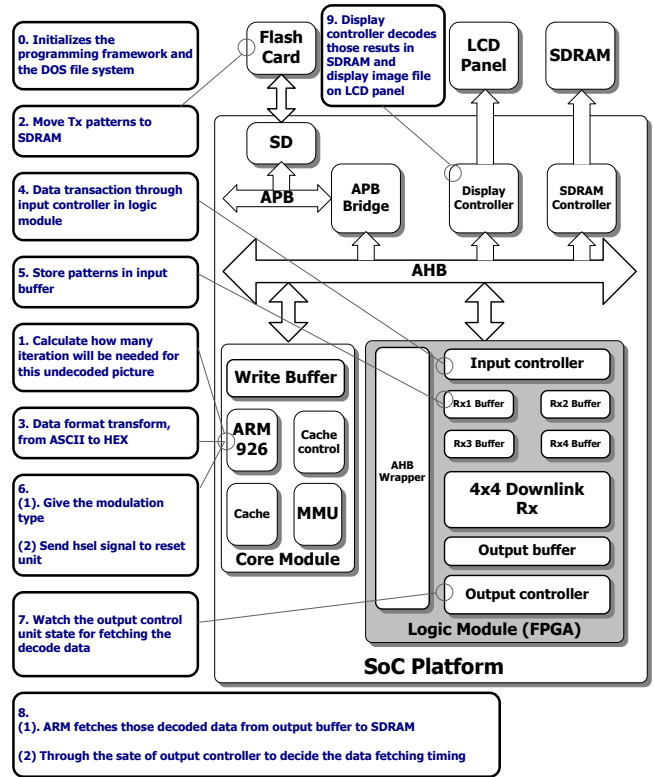 0. Initializes the
programming framework and
the DOS file system
2. Move Tx patterns to
SDRAM
4. Data transaction through
input controller in logic
module
5. Store patterns in input
buffer
1. Calculate how many
iteration will be needed for
this undecoded picture
3. Data format transform,
from ASCII to HEX
6.
(1). Give the modulation
type
(2) Send hsel signal to reset
unit
7. Watch the output control
unit state for fetching the
decode data
8.
(1). ARM fetches those decoded data from output buffer to SDRAM
(2) Through the sate of output controller to decide the data fetching timing
Flash
Card
9. Display
controller decodes
those resuts in
SDRAM and
display image file
on LCD panel
LCD
Panel
SDRAM
SD
APB
APB
Bridge
Display
Controller
SDRAM
Controller
AHB
Write Buffer
ARM
926
Cache
control
Cache
MMU
Core Module
AHB
Wrapper
Input controller
Rx1 Buffer
Rx2 Buffer
Rx3 Buffer
Rx4 Buffer
4x4 Downlink
Rx
Output buffer
Output controller
Logic Module (FPGA)
SoC Platform